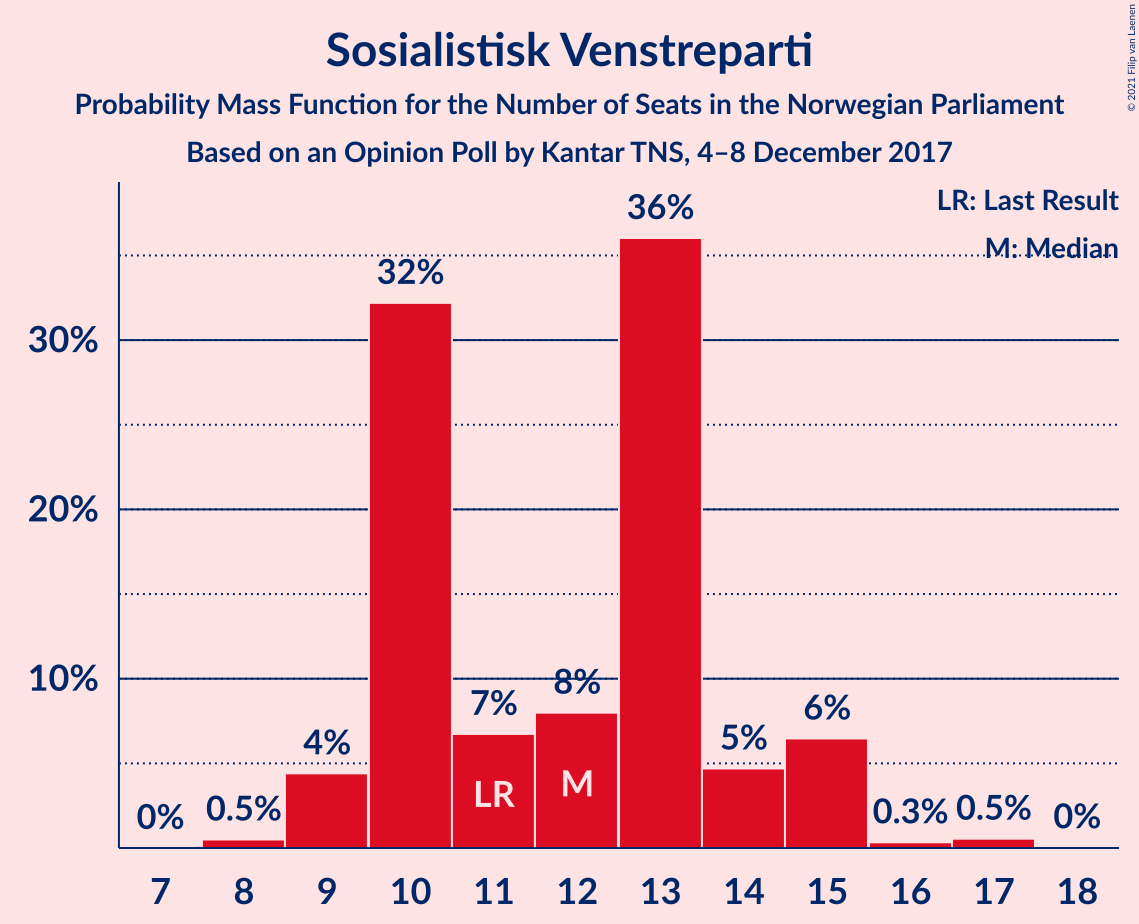 Sosialistisk Venstreparti
Probability Mass Function for the Number of Seats in the Norwegian Parliament
Based on an Opinion Poll by Kantar TNS, 4–8 December 2017
© 2021 Filip van Laenen
LR: Last Result
M: Median
30%
20%
10%
0%
0.5%
4%
32%
7%
8%
36%
5%
6%
0.3%
0.5%
0%
LR
M
7 8 9 10 11 12 13 14 15 16 17 18